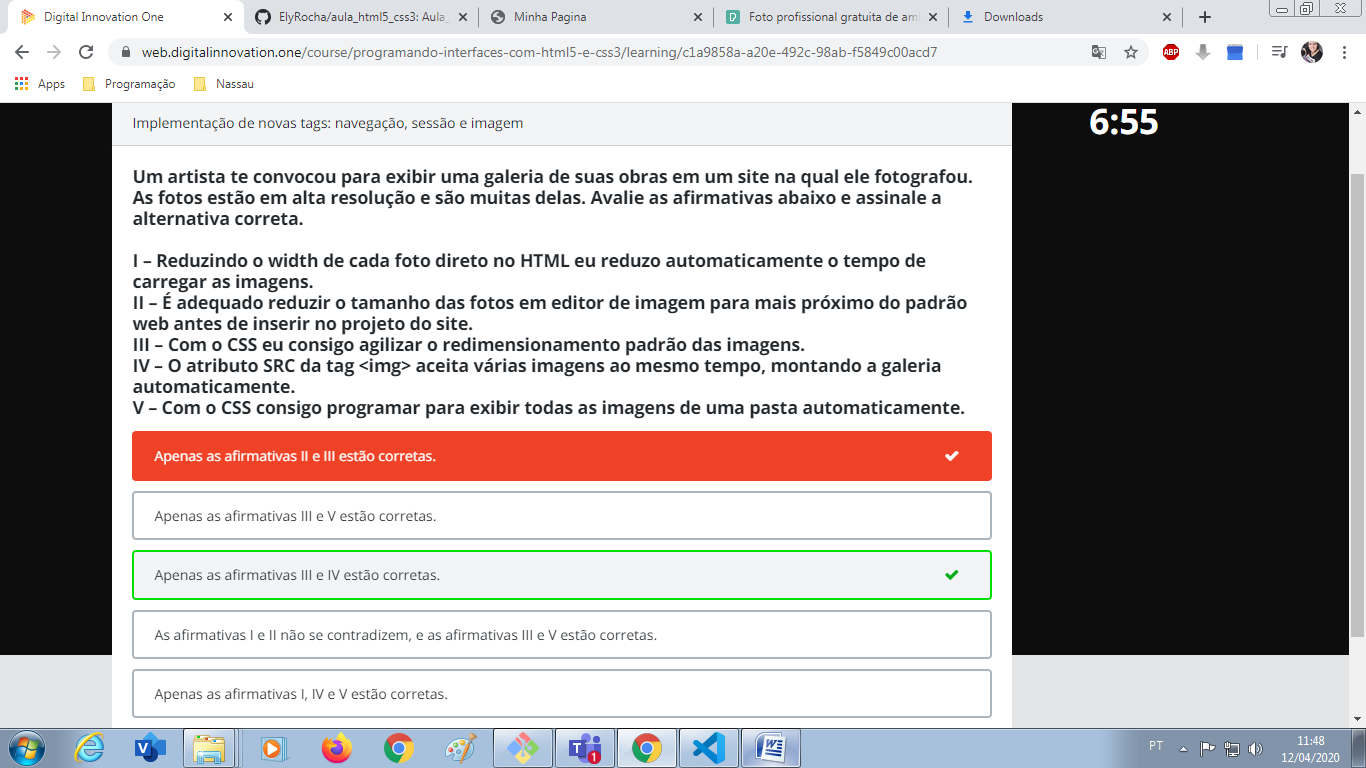 Digital Innovation One
ElyRocha/aula_html5_css3: Aula_
Minha Pagina
Foto profissional gratuita de am
Downloads
web.digitalinnovation.one/course/programando-interfaces-com-html5-e-css3/learning/c1a9858a-a20e-492c-98ab-f5849c00acd7
ABP
Apps
Programação
Nassau
Implementação de novas tags: navegação, sessão e imagem
6:55
Um artista te convocou para exibir uma galeria de suas obras em um site na qual ele fotografou.
As fotos estão em alta resolução e são muitas delas. Avalie as afirmativas abaixo e assinale a
alternativa correta.
I – Reduzindo o width de cada foto direto no HTML eu reduzo automaticamente o tempo de
carregar as imagens.
II – É adequado reduzir o tamanho das fotos em editor de imagem para mais próximo do padrão
web antes de inserir no projeto do site.
III – Com o CSS eu consigo agilizar o redimensionamento padrão das imagens.
IV – O atributo SRC da tag <img> aceita várias imagens ao mesmo tempo, montando a galeria
automaticamente.
V – Com o CSS consigo programar para exibir todas as imagens de uma pasta automaticamente.
Apenas as afirmativas II e III estão corretas.
Apenas as afirmativas III e V estão corretas.
Apenas as afirmativas III e IV estão corretas.
As afirmativas I e II não se contradizem, e as afirmativas III e V estão corretas.
Apenas as afirmativas I, IV e V estão corretas.
PT
11:48
12/04/2020